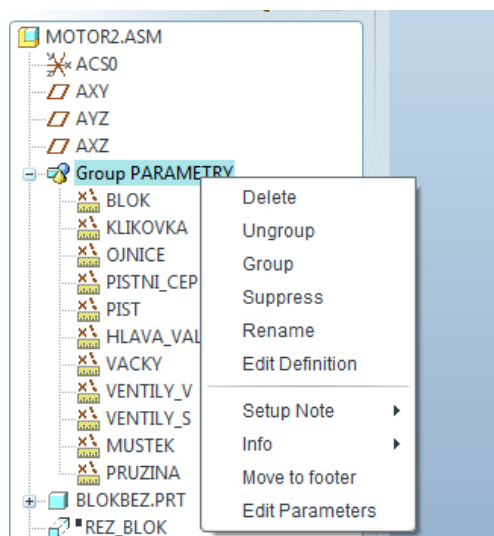 MOTOR2.ASM
ACS0
AXY
AYZ
AXZ
Group PARAMETRY
BLOK
KLIKOVKA
OJNICE
PISTNI_CEP
PIST
HLAVA_VAL
VACKY
VENTILY_V
VENTILY_S
MUSTEK
PRUZINA
BLOKBEZ.PRT
REZ_BLOK
Delete
Ungroup
Group
Suppress
Rename
Edit Definition
Setup Note
Info
Move to footer
Edit Parameters